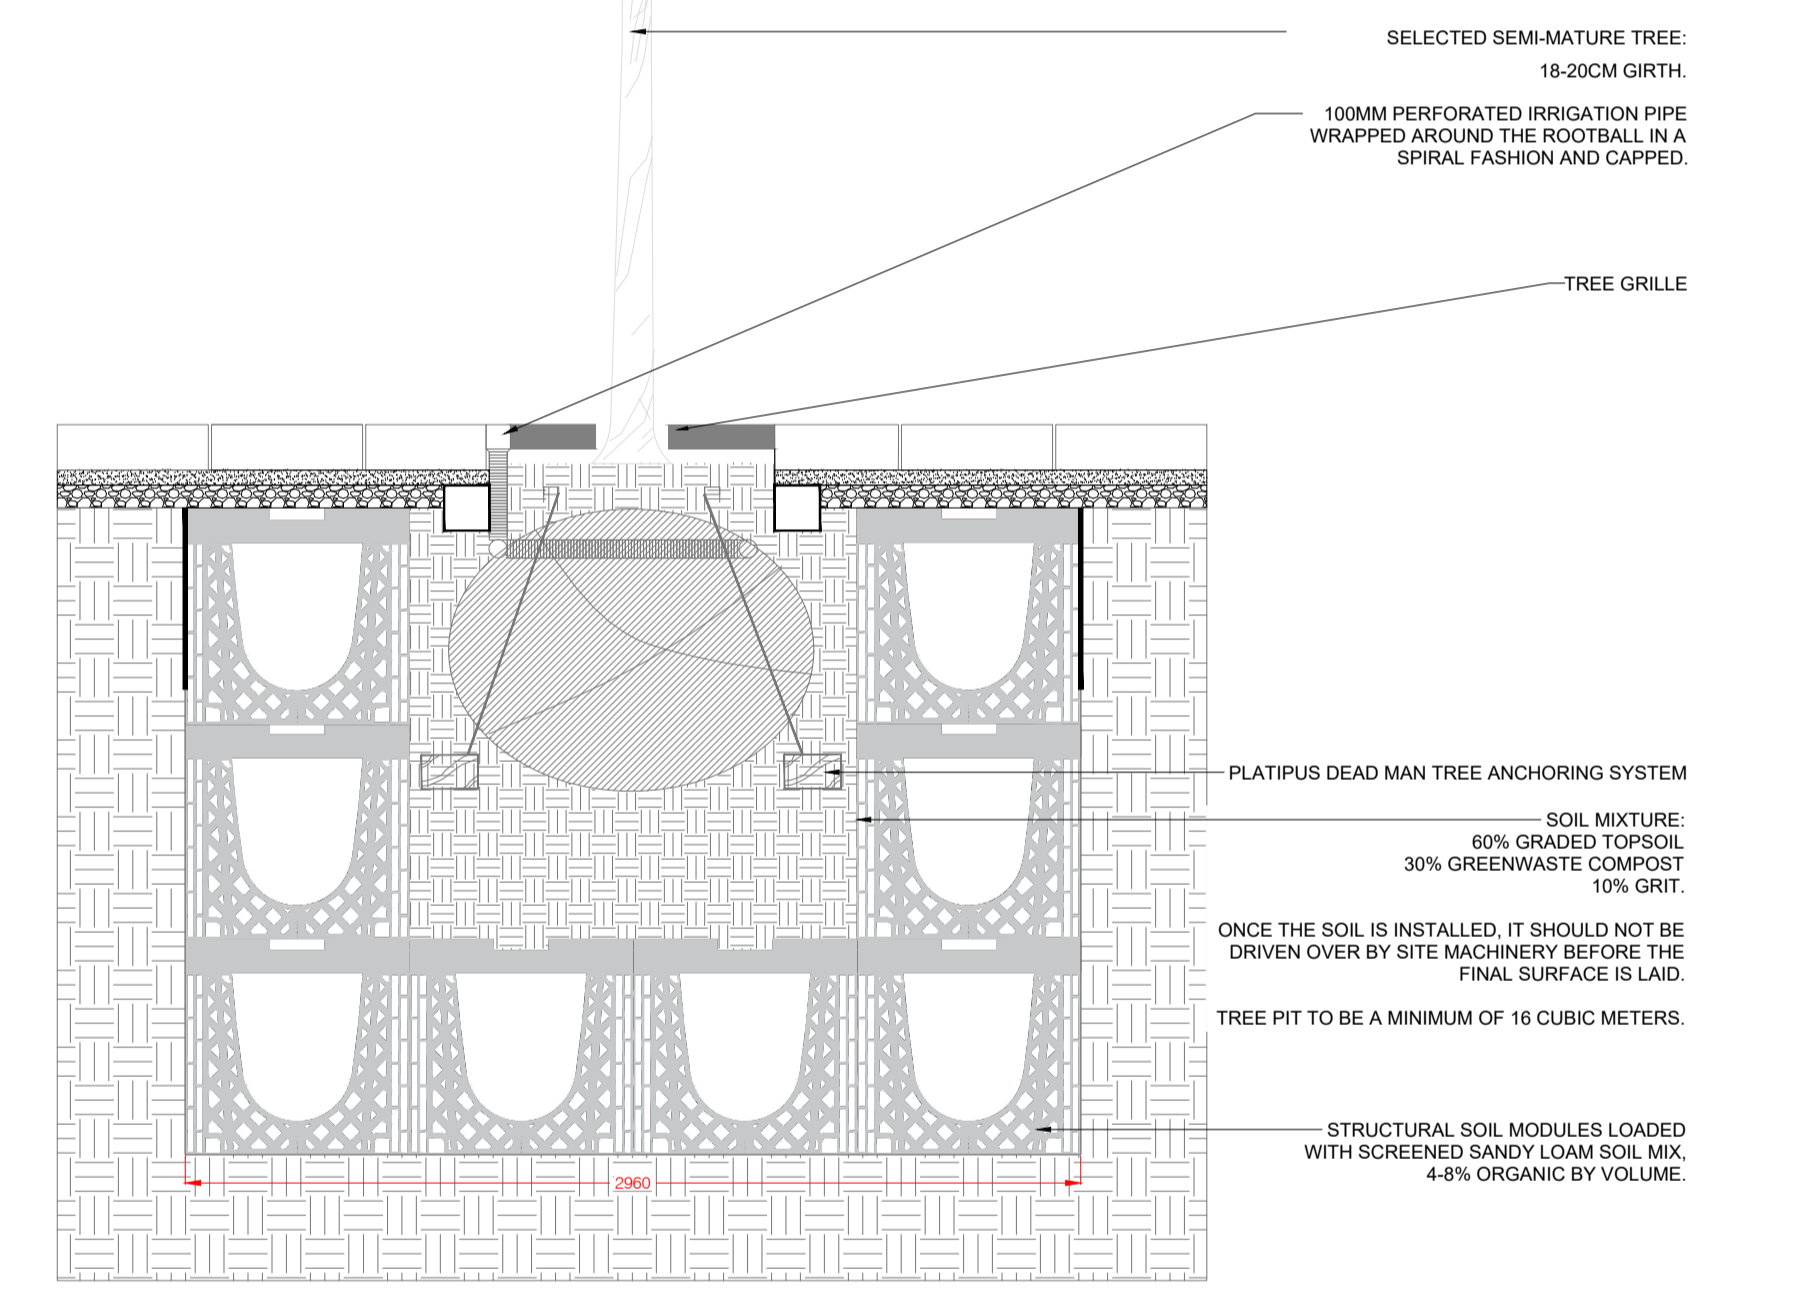 SELECTED SEMI-MATURE TREE:
18-20CM GIRTH.
100MM PERFORATED IRRIGATION PIPE
WRAPPED AROUND THE ROOTBALL IN A
SPIRAL FASHION AND CAPPED.
TREE GRILLE
PLATIPUS DEAD MAN TREE ANCHORING SYSTEM
SOIL MIXTURE:
60% GRADED TOPSOIL
30% GREENWASTE COMPOST
10% GRIT.
ONCE THE SOIL IS INSTALLED, IT SHOULD NOT BE
DRIVEN OVER BY SITE MACHINERY BEFORE THE
FINAL SURFACE IS LAID.
TREE PIT TO BE A MINIMUM OF 16 CUBIC METERS.
STRUCTURAL SOIL MODULES LOADED
WITH SCREENED SANDY LOAM SOIL MIX,
4-8% ORGANIC BY VOLUME.
2960